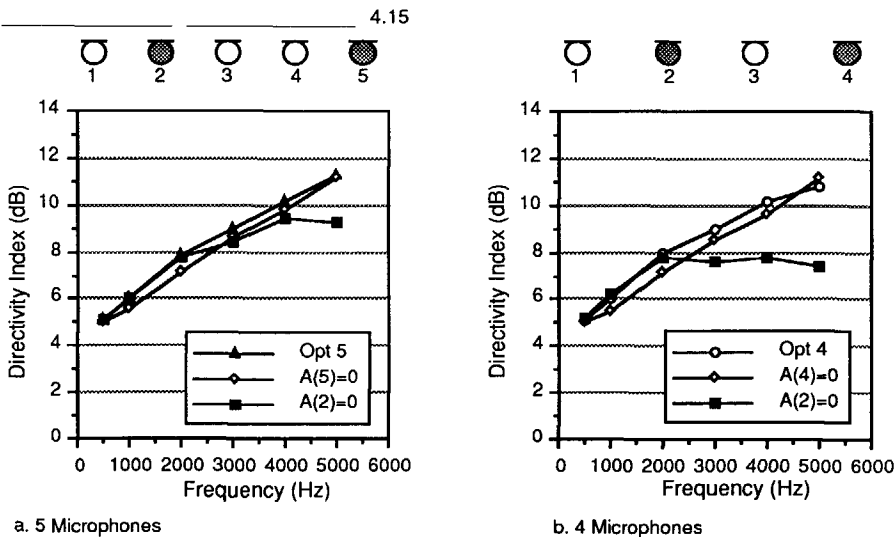 4.15
1 2 3 4 5
14
12
10
8
6
4
2
0
Directivity Index (dB)
Opt 5
A(5)=0
A(2)=0
0 1000 2000 3000 4000 5000 6000
Frequency (Hz)
a. 5 Microphones
1 2 3 4
14
12
10
8
6
4
2
0
Directivity Index (dB)
Opt 4
A(4)=0
A(2)=0
0 1000 2000 3000 4000 5000 6000
Frequency (Hz)
b. 4 Microphones